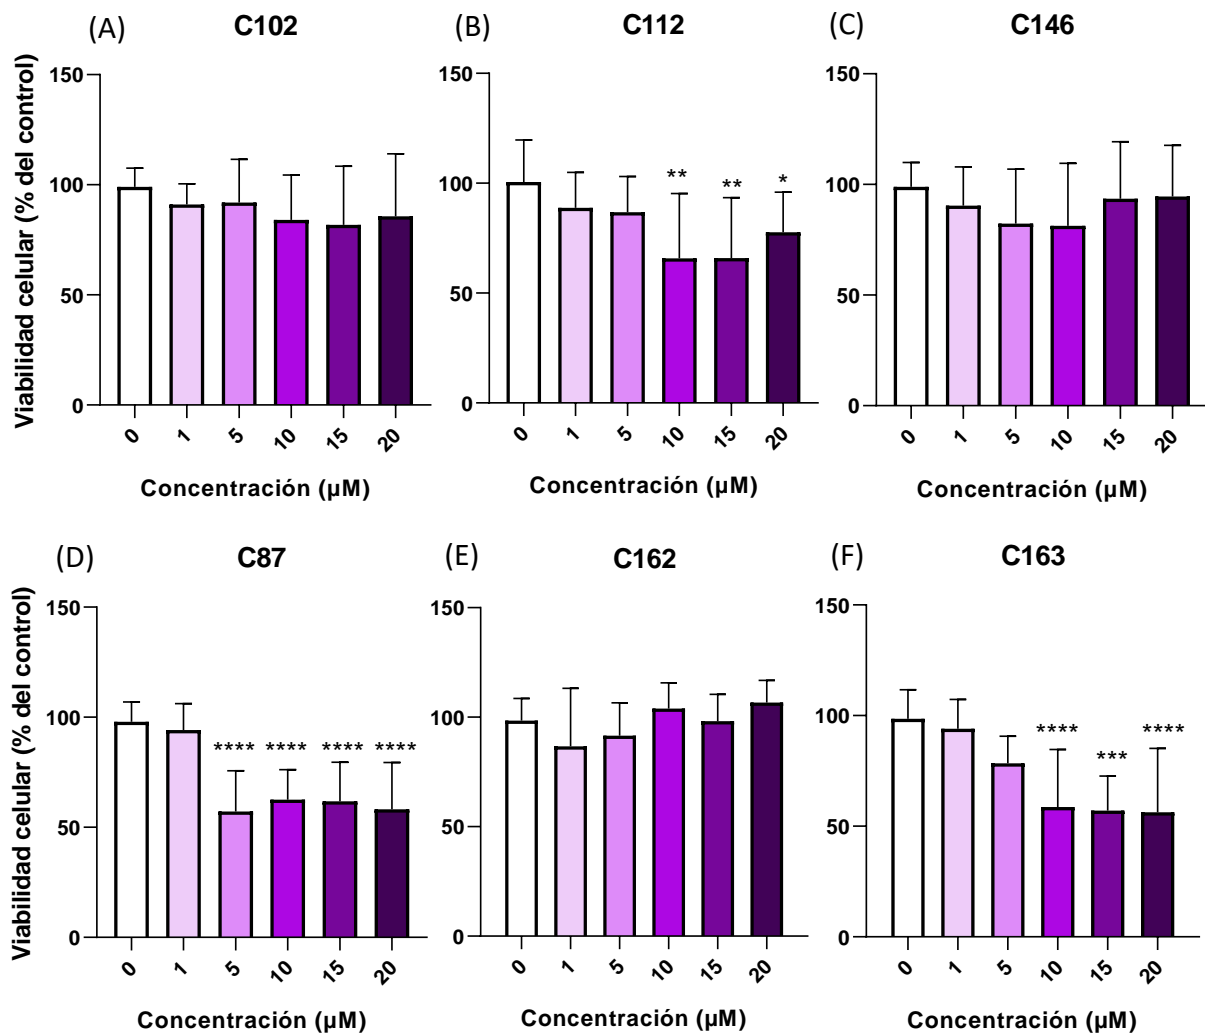 (A) C102
Viabilidad celular (% del control)
150
100
50
0
0 1 5 10 15 20
Concentración (µM)
(B) C112
150
100
50
0
** ** *
0 1 5 10 15 20
Concentración (µM)
(C) C146
150
100
50
0
0 1 5 10 15 20
Concentración (µM)
(D) C87
Viabilidad celular (% del control)
150
100
50
0
**** **** **** ****
0 1 5 10 15 20
Concentración (µM)
(E) C162
150
100
50
0
0 1 5 10 15 20
Concentración (µM)
(F) C163
150
100
50
0
**** *** ****
0 1 5 10 15 20
Concentración (µM)